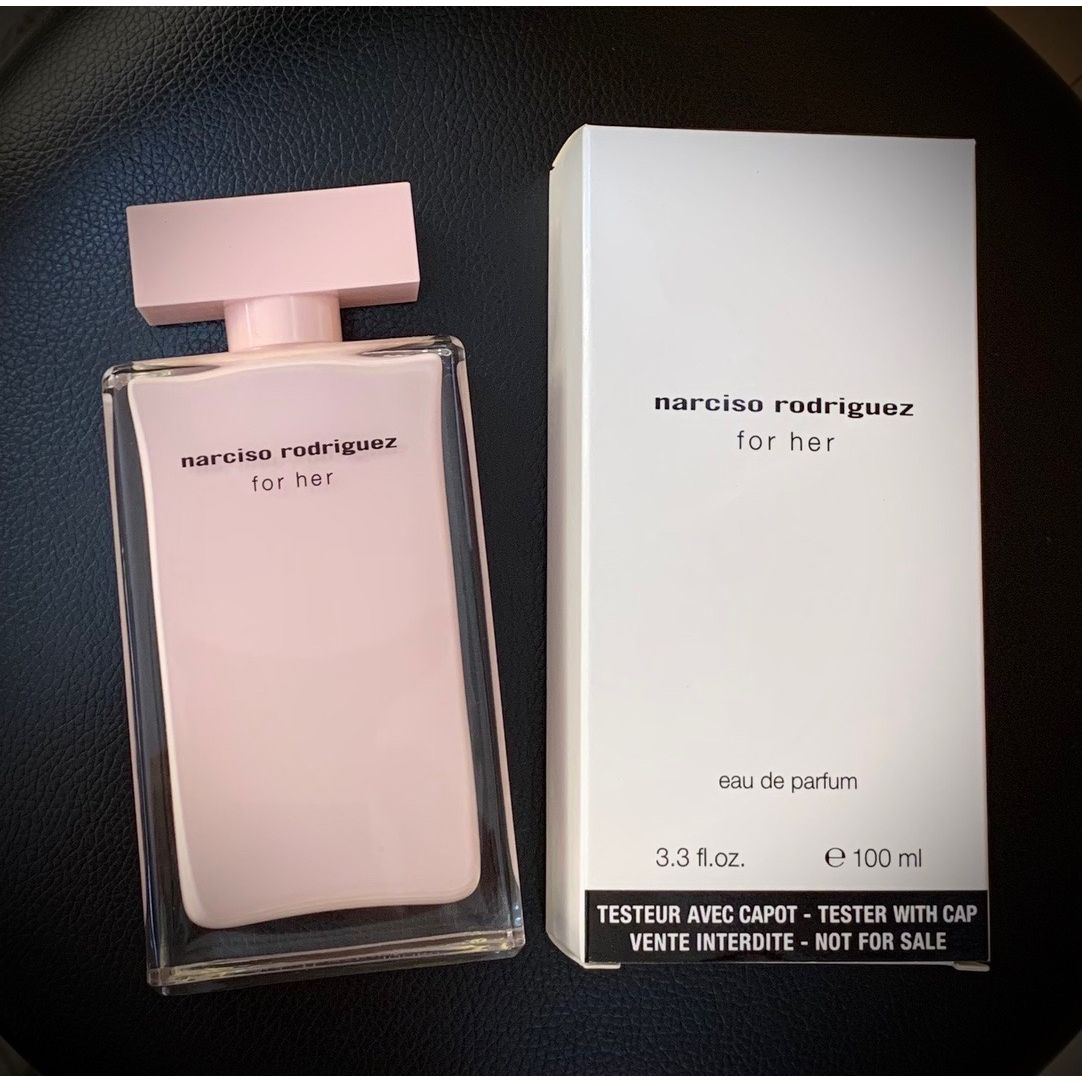 narciso rodriguez
for her
narciso rodriguez
for her
eau de parfum
3.3 fl.oz. ℮ 100 ml
TESTEUR AVEC CAPOT - TESTER WITH CAP
VENTE INTERDITE - NOT FOR SALE